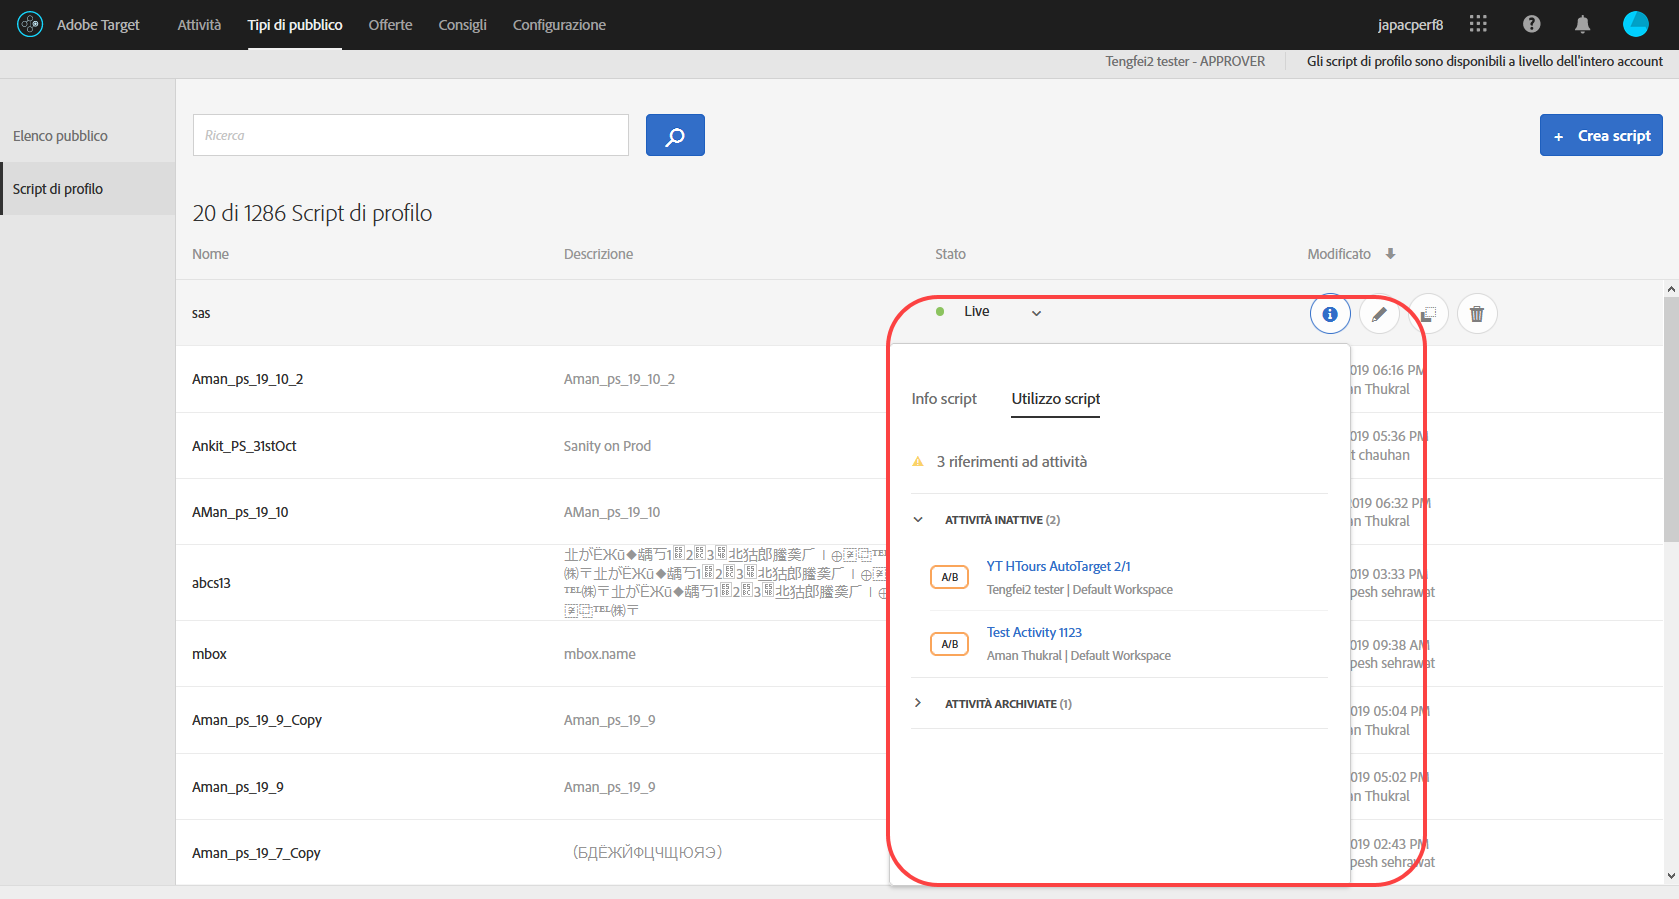 Adobe Target
Attività
Tipi di pubblico
Offerte
Consigli
Configurazione
japacperf8
Tengfei2 tester - APPROVER
Gli script di profilo sono disponibili a livello dell'intero account
Elenco pubblico
Script di profilo
Ricerca
+ Crea script
20 di 1286 Script di profilo
Nome
Descrizione
Stato
Modificato
sas
Live
Aman_ps_19_10_2
Aman_ps_19_10_2
019 06:16 PM
an Thukral
Info script
Utilizzo script
Ankit_PS_31stOct
Sanity on Prod
019 05:36 PM
t chauhan
3 riferimenti ad attività
AMan_ps_19_10
AMan_ps_19_10
2019 06:32 PM
an Thukral
ATTIVITÀ INATTIVE (2)
abcs13
019 03:33 PM
pesh sehrawat
A/B
YT HTours AutoTarget 2/1
Tengfei2 tester | Default Workspace
mbox
mbox.name
019 09:38 AM
pesh sehrawat
A/B
Test Activity 1123
Aman Thukral | Default Workspace
Aman_ps_19_9_Copy
Aman_ps_19_9
019 05:04 PM
an Thukral
ATTIVITÀ ARCHIVIATE (1)
Aman_ps_19_9
Aman_ps_19_9
019 05:02 PM
an Thukral
Aman_ps_19_7_Copy
(БДЁЖЙФЦЧЩЮЯЭ)
019 02:43 PM
pesh sehrawat